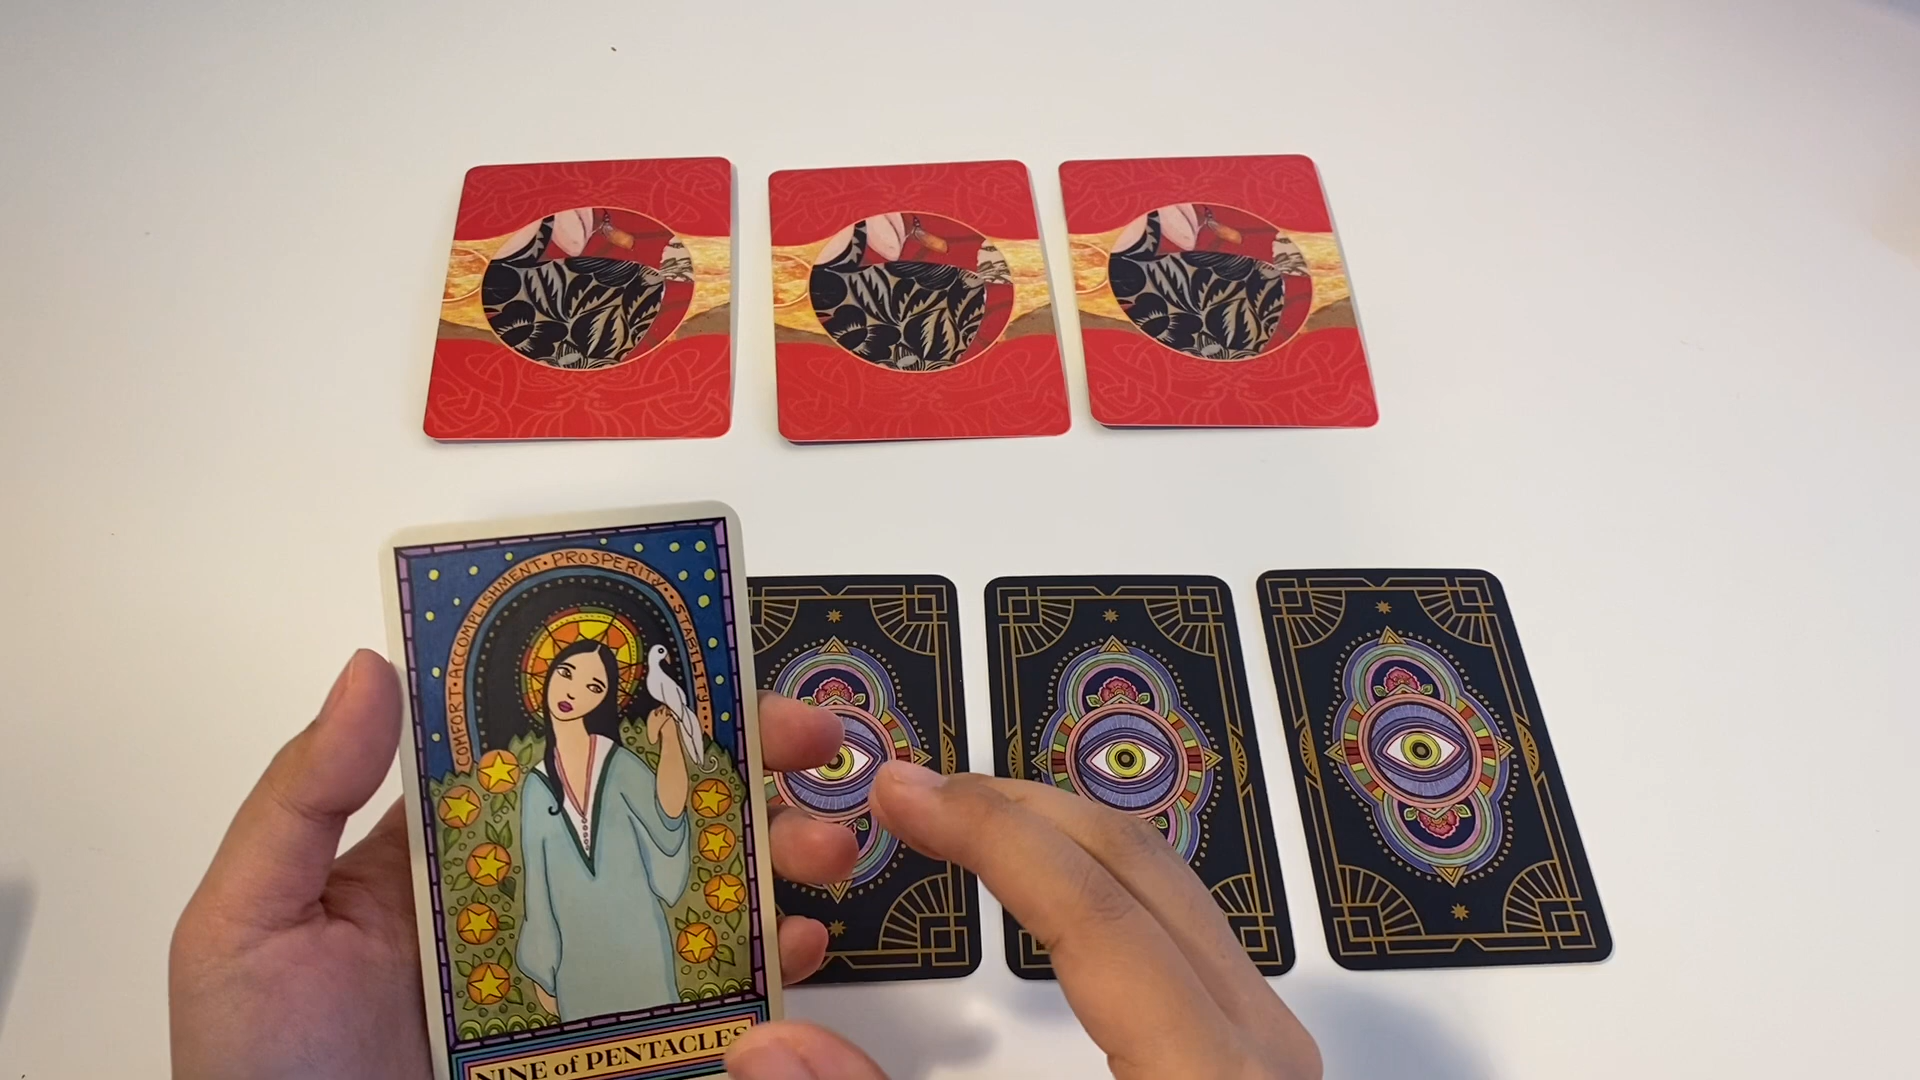 COMFORT • ACCOMPLISHMENT • PROSPERITY • • STABILITY • • •
NINE of PENTACLES